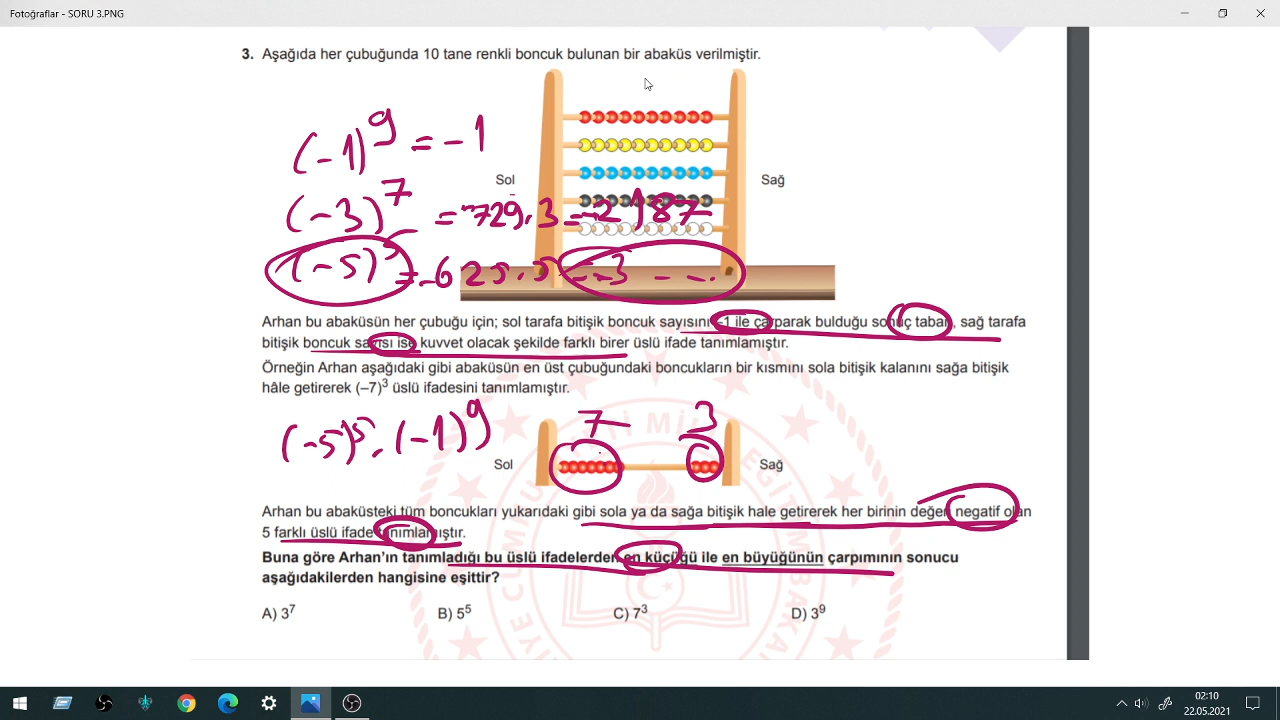 Fotoğraflar - SORU 3.PNG
3. Aşağıda her çubuğunda 10 tane renkli boncuk bulunan bir abaküs verilmiştir.
(-1)⁹ = -1
Sol
Sağ
(-3)⁷ = -729.3 = -2187
(-5)⁵ = -625.5 = -3 - - .
Arhan bu abaküsün her çubuğu için; sol tarafa bitişik boncuk sayısını –1 ile çarparak bulduğu sonuç taban, sağ tarafa
bitişik boncuk sayısı ise kuvvet olacak şekilde farklı birer üslü ifade tanımlamıştır.
Örneğin Arhan aşağıdaki gibi abaküsün en üst çubuğundaki boncukların bir kısmını sola bitişik kalanını sağa bitişik
hâle getirerek (–7)³ üslü ifadesini tanımlamıştır.
(-5)⁵ . (-1)⁹
7 3
Sol
Sağ
Arhan bu abaküsteki tüm boncukları yukarıdaki gibi sola ya da sağa bitişik hale getirerek her birinin değeri negatif olan
5 farklı üslü ifade tanımlamıştır.
Buna göre Arhan'ın tanımladığı bu üslü ifadelerden en küçüğü ile en büyüğünün çarpımının sonucu
aşağıdakilerden hangisine eşittir?
A) 3⁷ B) 5⁵ C) 7³ D) 3⁹
02:10
22.05.2021